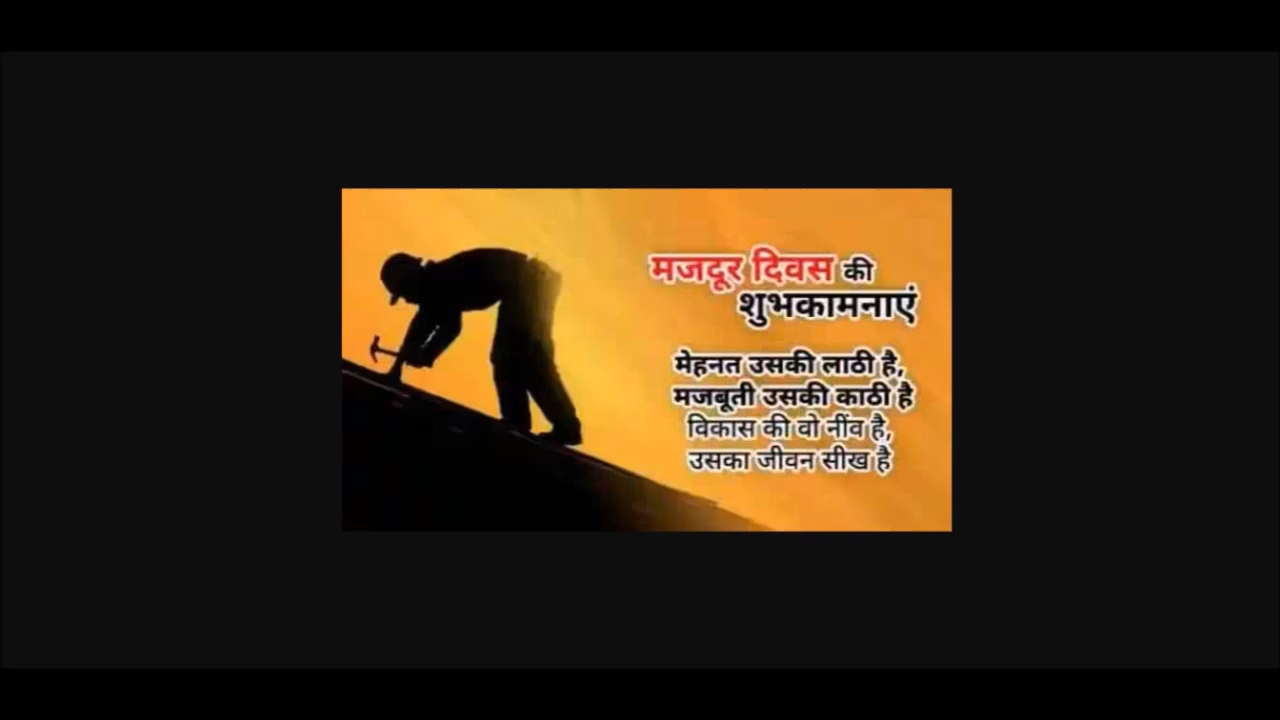 मजदूर दिवस की
शुभकामनाएं
मेहनत उसकी लाठी है,
मजबूती उसकी काठी है
विकास की वो नींव है,
उसका जीवन सीख है